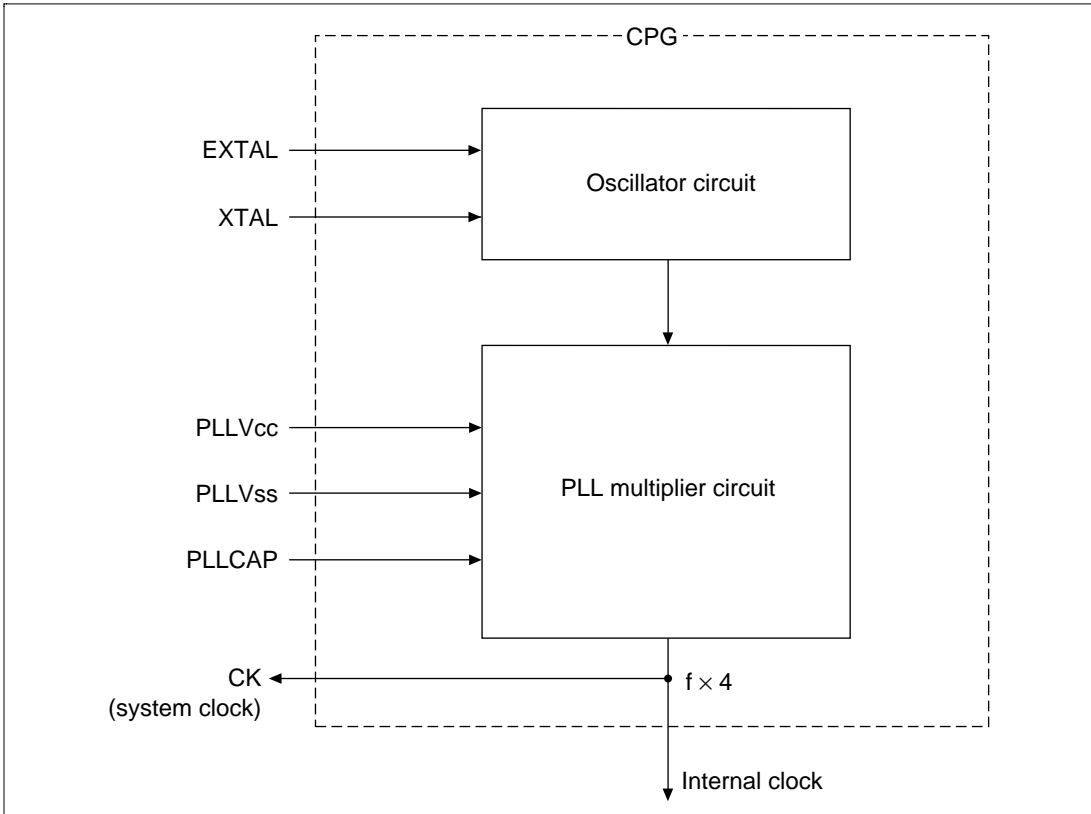 CPG
EXTAL
Oscillator circuit
XTAL
PLLVcc
PLLVss
PLL multiplier circuit
PLLCAP
CK
(system clock)
f × 4
Internal clock